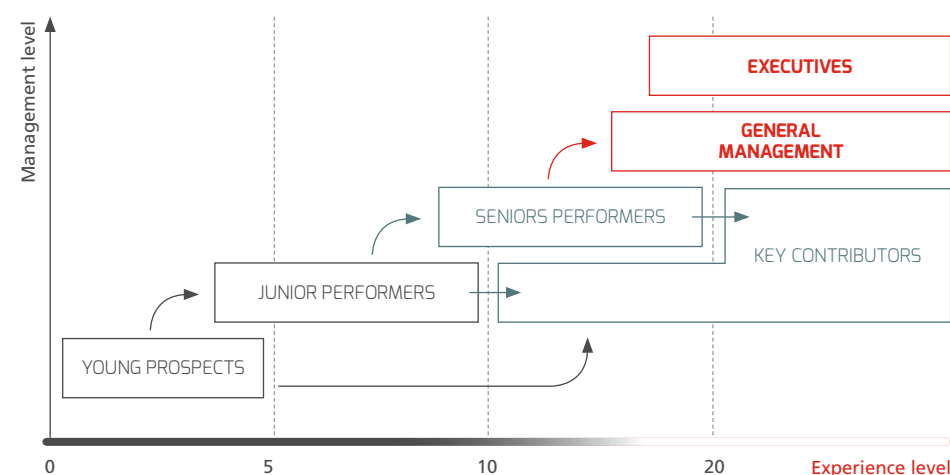 Management level
EXECUTIVES
GENERAL
MANAGEMENT
SENIORS PERFORMERS
KEY CONTRIBUTORS
JUNIOR PERFORMERS
YOUNG PROSPECTS
0 5 10 20 Experience level